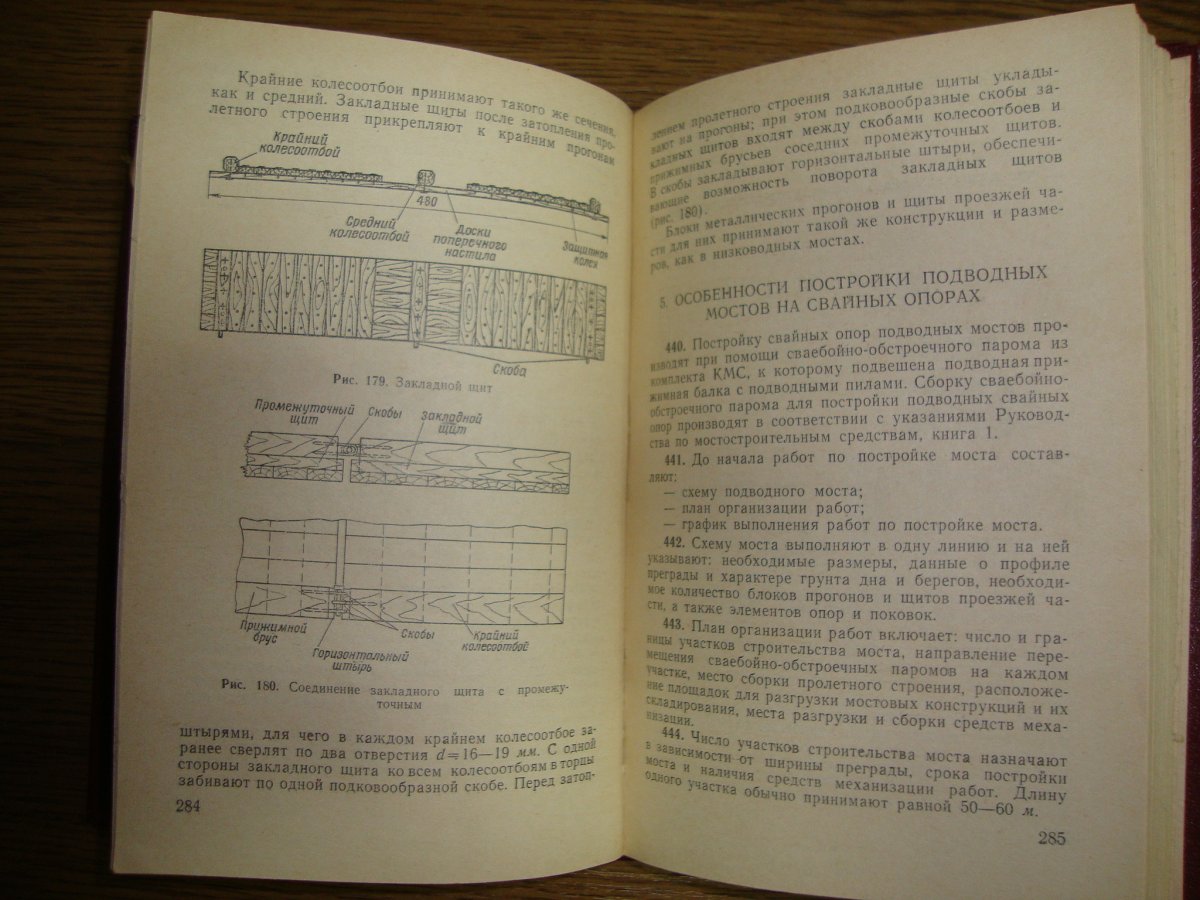 Крайние колесоотбои принимают такого же сечения,
как и средний. Закладные щиты после затопления про-
летного строения прикрепляют к крайним прогонам
Крайний
колесоотбой
480
Средний
колесоотбой
Доски
поперечного
настила
Защитная
колея
Скоба
Рис. 179. Закладной щит
Промежуточный
щит
Скобы
Закладной
щит
Прижимной
брус
Скобы
Крайний
колесоотбой
Горизонтальный
штырь
Рис. 180. Соединение закладного щита с промежу-
точным
штырями, для чего в каждом крайнем колесоотбое за-
ранее сверлят по два отверстия d=16—19 мм. С одной
стороны закладного щита ко всем колесоотбоям в торцы
забивают по одной подковообразной скобе. Перед затоп-
284
лением пролетного строения закладные щиты уклады-
вают на прогоны; при этом подковообразные скобы за-
кладных щитов входят между скобами колесоотбоев и
прижимных брусьев соседних промежуточных щитов.
В скобы закладывают горизонтальные штыри, обеспечи-
вающие возможность поворота закладных щитов
(рис. 180).
Блоки металлических прогонов и щиты проезжей ча-
сти для них принимают такой же конструкции и разме-
ров, как в низководных мостах.
5. ОСОБЕННОСТИ ПОСТРОЙКИ ПОДВОДНЫХ
МОСТОВ НА СВАЙНЫХ ОПОРАХ
440. Постройку свайных опор подводных мостов про-
изводят при помощи сваебойно-обстроечного парома из
комплекта КМС, к которому подвешена подводная при-
жимная балка с подводными пилами. Сборку сваебойно-
обстроечного парома для постройки подводных свайных
опор производят в соответствии с указаниями Руковод-
ства по мостостроительным средствам, книга 1.
441. До начала работ по постройке моста состав-
ляют:
— схему подводного моста;
— план организации работ;
— график выполнения работ по постройке моста.
442. Схему моста выполняют в одну линию и на ней
указывают: необходимые размеры, данные о профиле
преграды и характере грунта дна и берегов, необходи-
мое количество блоков прогонов и щитов проезжей ча-
сти, а также элементов опор и поковок.
443. План организации работ включает: число и гра-
ницы участков строительства моста, направление пере-
мещения сваебойно-обстроечных паромов на каждом
участке, место сборки пролетного строения, расположе-
ние площадок для разгрузки мостовых конструкций и их
складирования, места разгрузки и сборки средств меха-
низации.
444. Число участков строительства моста назначают
в зависимости от ширины преграды, срока постройки
моста и наличия средств механизации работ. Длину
одного участка обычно принимают равной 50—60 м.
285